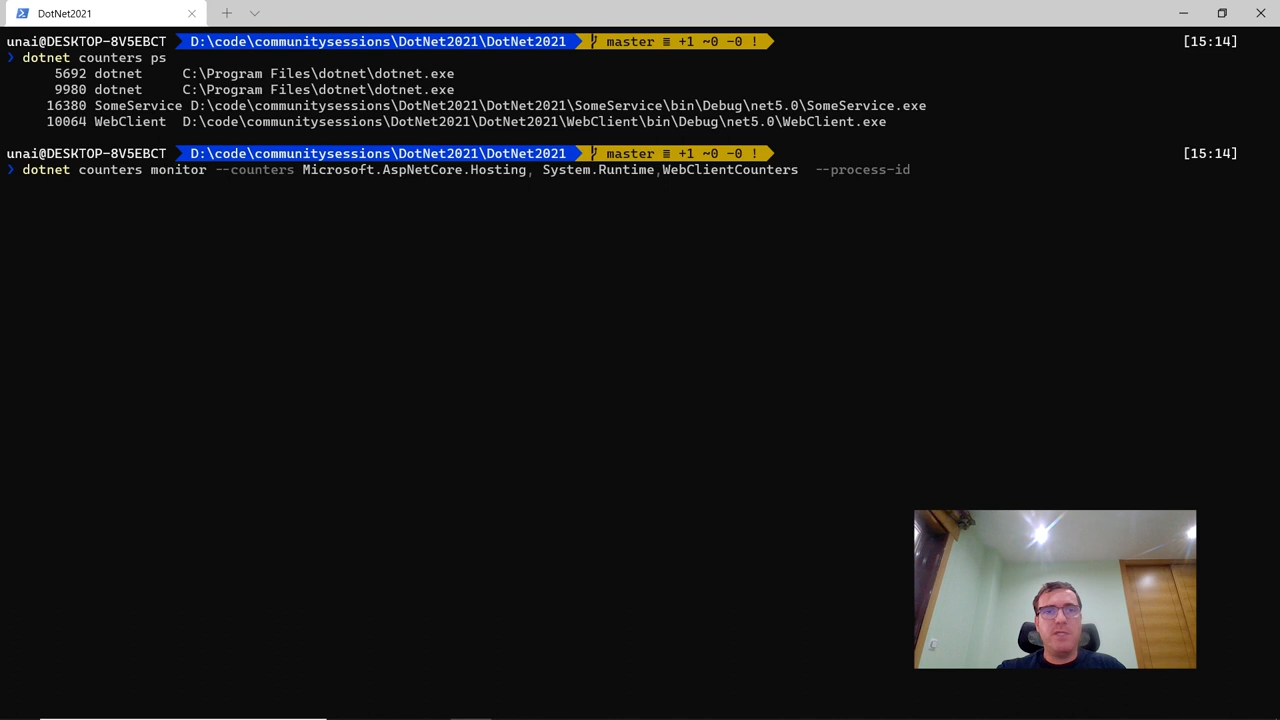 DotNet2021
unai@DESKTOP-8V5EBCT D:\code\communitysessions\DotNet2021\DotNet2021 master ≡ +1 ~0 -0 ! [15:14]
❯ dotnet counters ps
5692 dotnet C:\Program Files\dotnet\dotnet.exe
9980 dotnet C:\Program Files\dotnet\dotnet.exe
16380 SomeService D:\code\communitysessions\DotNet2021\DotNet2021\SomeService\bin\Debug\net5.0\SomeService.exe
10064 WebClient D:\code\communitysessions\DotNet2021\DotNet2021\WebClient\bin\Debug\net5.0\WebClient.exe
unai@DESKTOP-8V5EBCT D:\code\communitysessions\DotNet2021\DotNet2021 master ≡ +1 ~0 -0 ! [15:14]
❯ dotnet counters monitor --counters Microsoft.AspNetCore.Hosting, System.Runtime,WebClientCounters --process-id